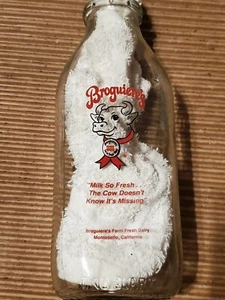 Broguiere's
"Milk So Fresh
The Cow Doesn't
Know It's Missing"
Broguiere's Farm Fresh Dairy
Montebello, California